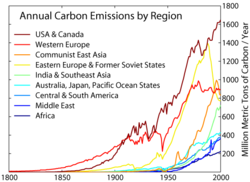 Annual Carbon Emissions by Region
USA & Canada
Western Europe
Communist East Asia
Eastern Europe & Former Soviet States
India & Southeast Asia
Australia, Japan, Pacific Ocean States
Central & South America
Middle East
Africa
1800
1600
1400
1200
1000
800
600
400
200
Million Metric Tons of Carbon / Year
1800 1850 1900 1950 2000